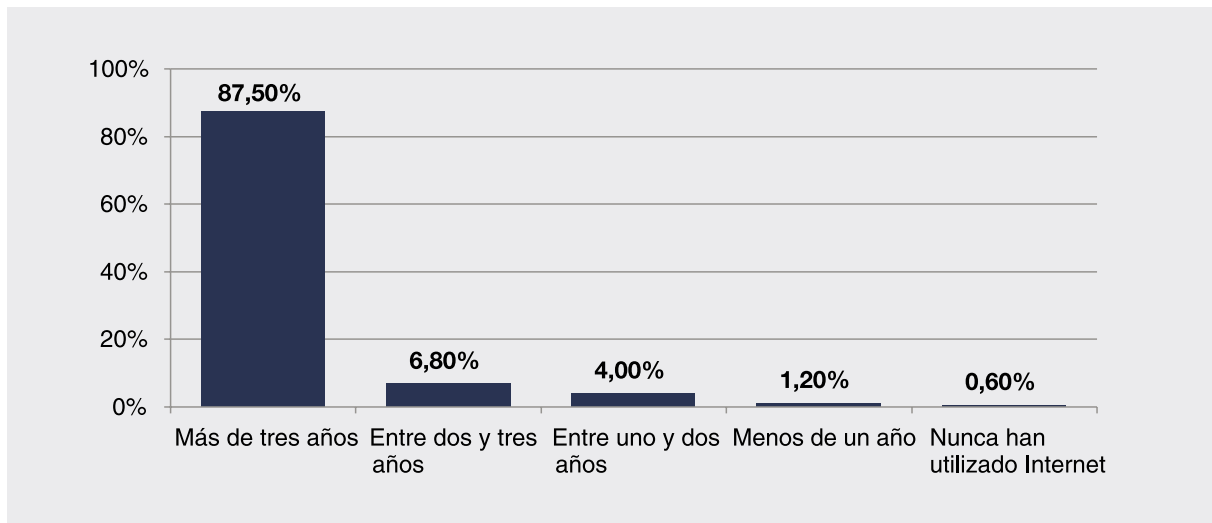 100%
80%
60%
40%
20%
0%
87,50%
6,80%
4,00%
1,20%
0,60%
Más de tres años
Entre dos y tres
años
Entre uno y dos
años
Menos de un año
Nunca han
utilizado Internet